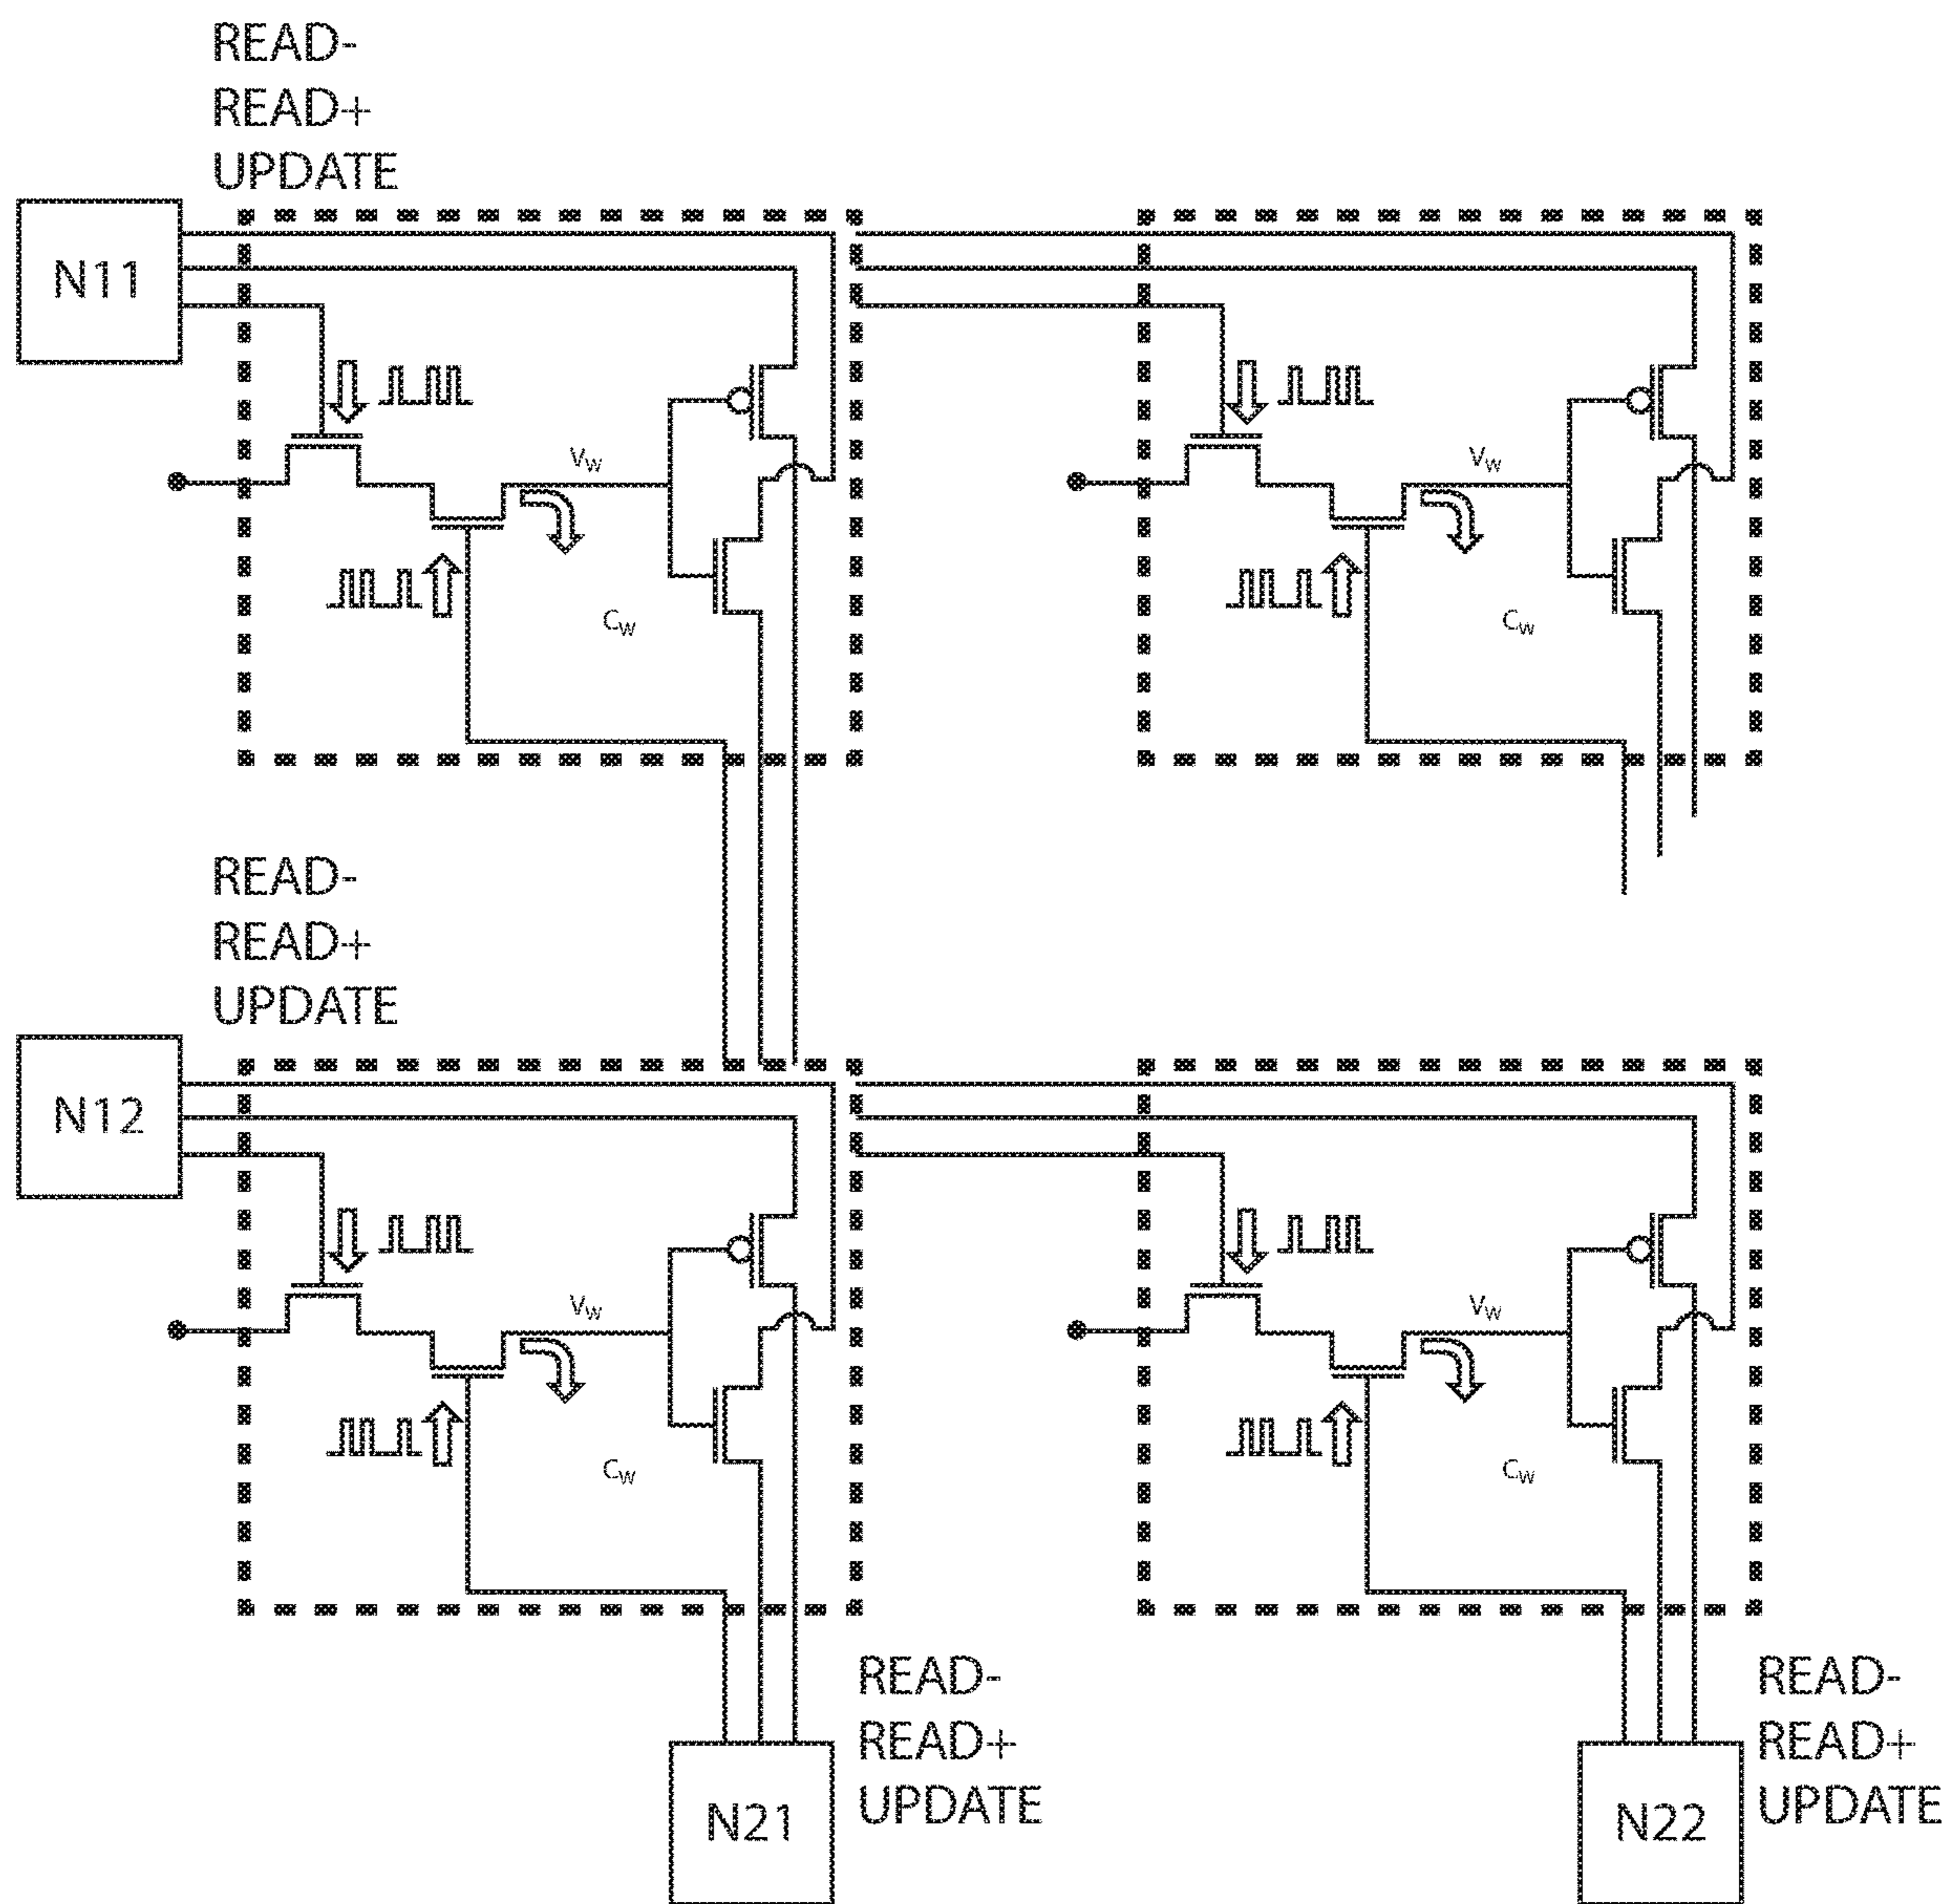 READ-
READ+
UPDATE
N11
VW
CW
VW
CW
READ-
READ+
UPDATE
N12
VW
CW
VW
CW
READ-
READ+
UPDATE
N21
READ-
READ+
UPDATE
N22